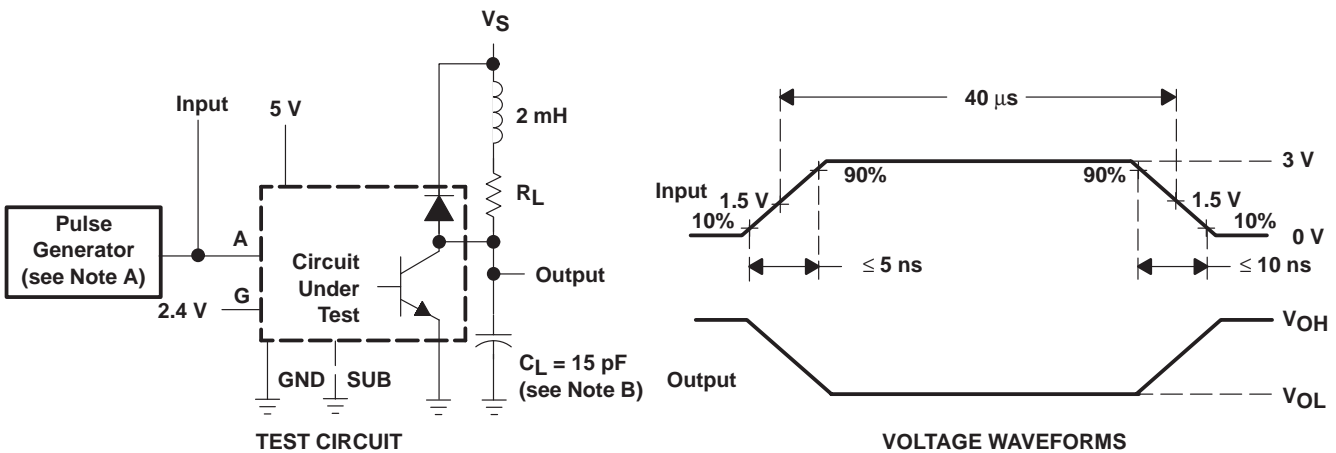 VS
Input
5 V
2 mH
RL
Pulse
Generator
(see Note A)
A
Circuit
Under
Test
Output
2.4 V
G
GND
SUB
CL = 15 pF
(see Note B)
TEST CIRCUIT
40 μs
3 V
Input
90%
90%
1.5 V
1.5 V
10%
10%
0 V
≤ 5 ns
≤ 10 ns
VOH
Output
VOL
VOLTAGE WAVEFORMS